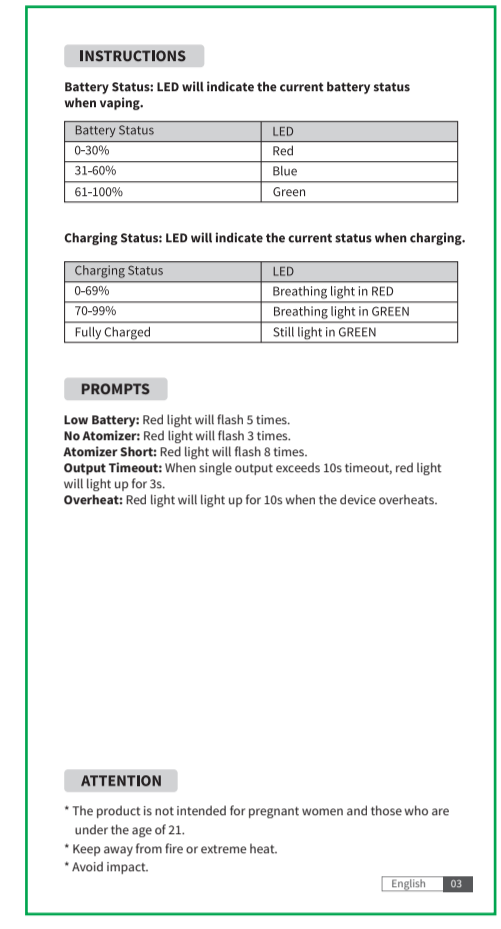 INSTRUCTIONS
Battery Status: LED will indicate the current battery status
when vaping.
Battery Status LED
0-30% Red
31-60% Blue
61-100% Green
Charging Status: LED will indicate the current status when charging.
Charging Status LED
0-69% Breathing light in RED
70-99% Breathing light in GREEN
Fully Charged Still light in GREEN
PROMPTS
Low Battery: Red light will flash 5 times.
No Atomizer: Red light will flash 3 times.
Atomizer Short: Red light will flash 8 times.
Output Timeout: When single output exceeds 10s timeout, red light
will light up for 3s.
Overheat: Red light will light up for 10s when the device overheats.
ATTENTION
* The product is not intended for pregnant women and those who are
under the age of 21.
* Keep away from fire or extreme heat.
* Avoid impact.
English 03